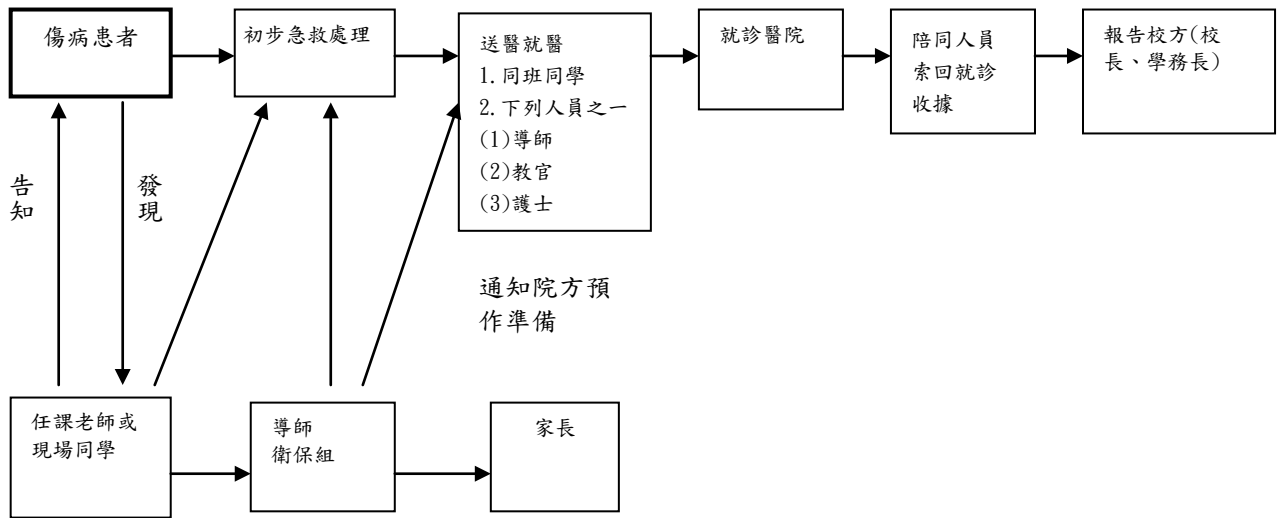 傷病患者
初步急救處理
送醫就醫
1.同班同學
2.下列人員之一
(1)導師
(2)教官
(3)護士
就診醫院
陪同人員
索回就診
收據
報告校方(校
長、學務長)
告知
發現
通知院方預
作準備
任課老師或
現場同學
導師
衛保組
家長